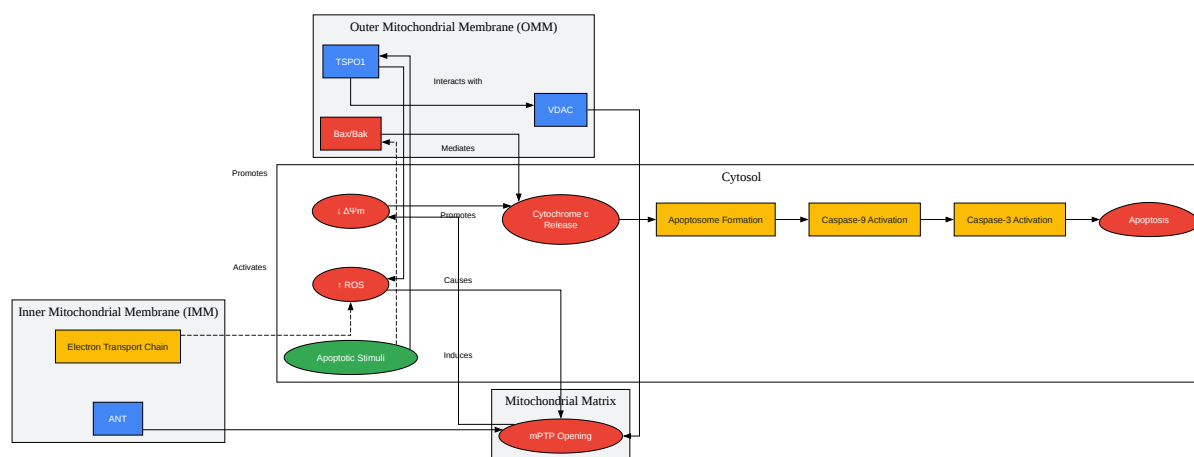 Outer Mitochondrial Membrane (OMM)
TSPO1
Interacts with
VDAC
Bax/Bak
Mediates
Promotes
Cytosol
↓ ΔΨm
Promotes
Cytochrome c
Release
Apoptosome Formation
Caspase-9 Activation
Caspase-3 Activation
Apoptosis
Activates
↑ ROS
Causes
Inner Mitochondrial Membrane (IMM)
Electron Transport Chain
Apoptotic Stimuli
Induces
Mitochondrial Matrix
ANT
mPTP Opening